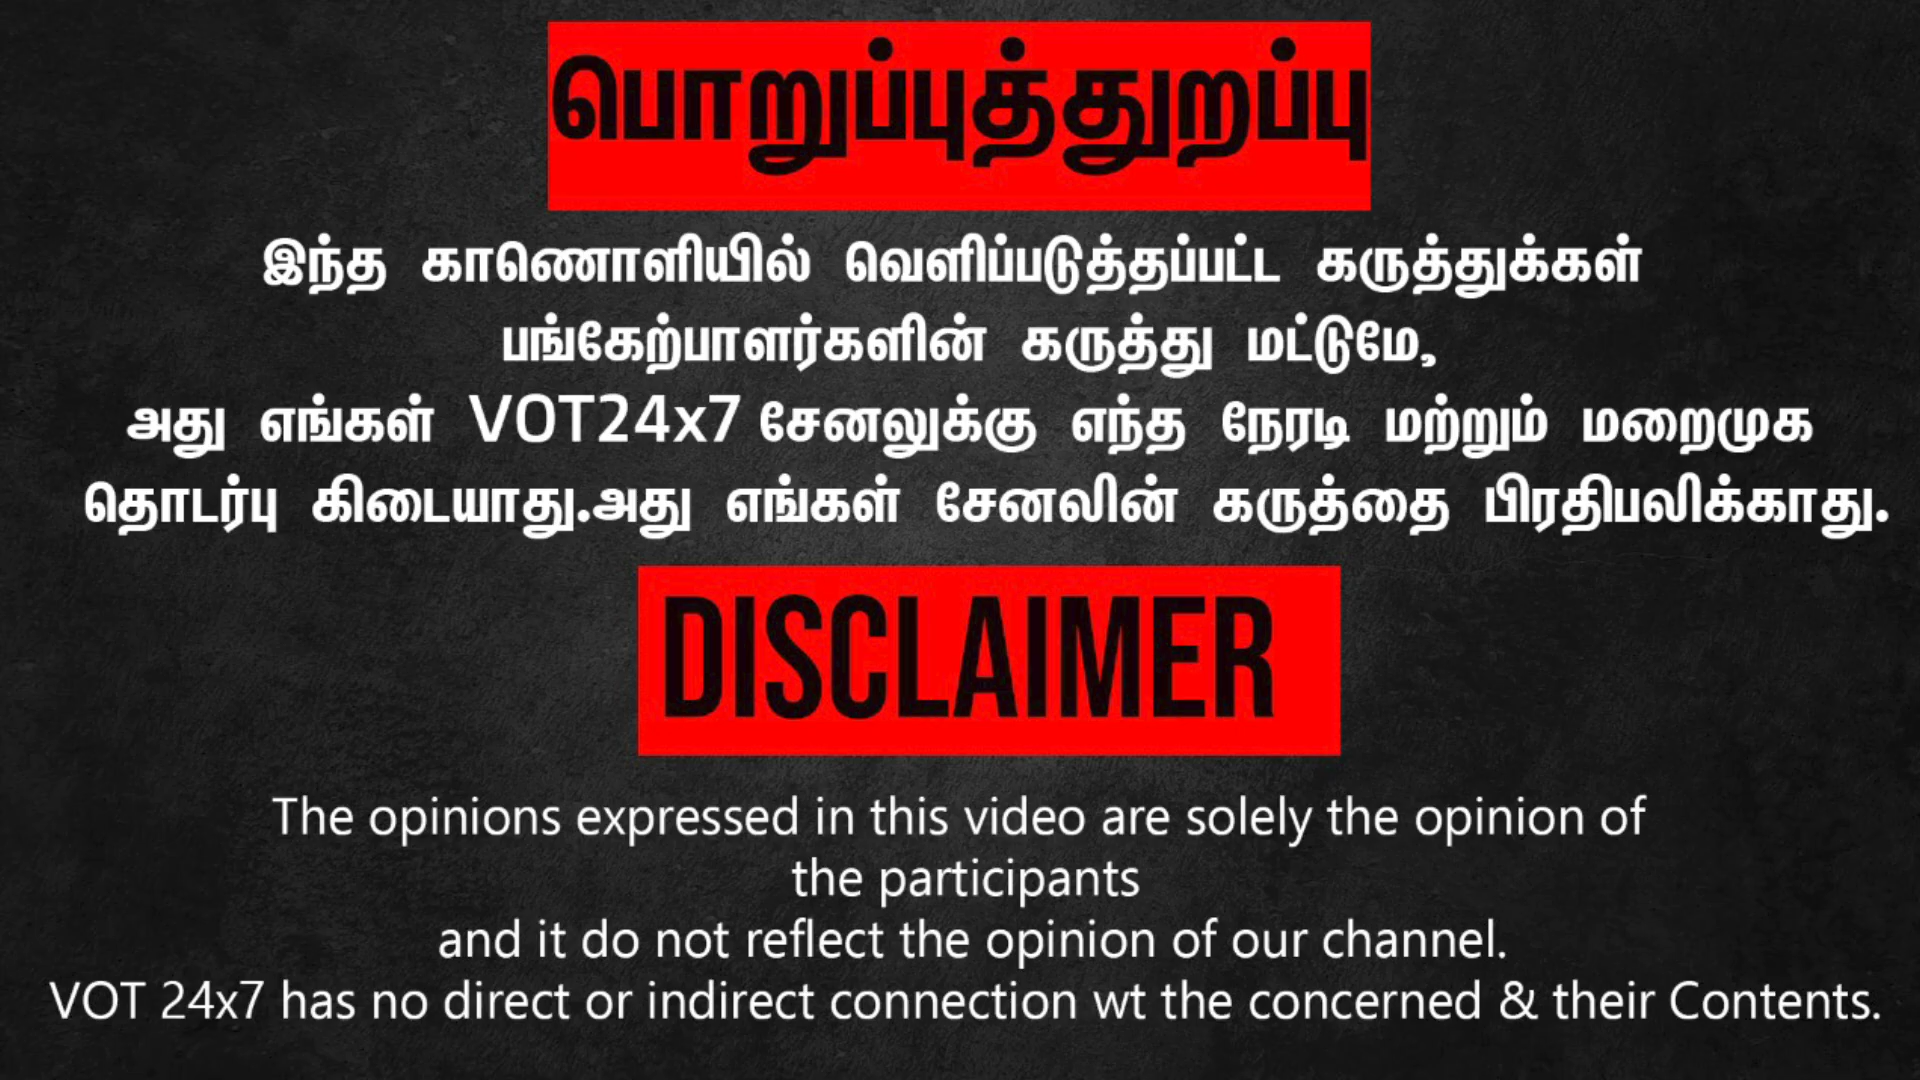 பொறுப்புத்துறப்பு
இந்த காணொளியில் வெளிப்படுத்தப்பட்ட கருத்துக்கள்
பங்கேற்பாளர்களின் கருத்து மட்டுமே,
அது எங்கள் VOT24x7 சேனலுக்கு எந்த நேரடி மற்றும் மறைமுக
தொடர்பு கிடையாது.அது எங்கள் சேனலின் கருத்தை பிரதிபலிக்காது.
DISCLAIMER
The opinions expressed in this video are solely the opinion of
the participants
and it do not reflect the opinion of our channel.
VOT 24x7 has no direct or indirect connection wt the concerned & their Contents.